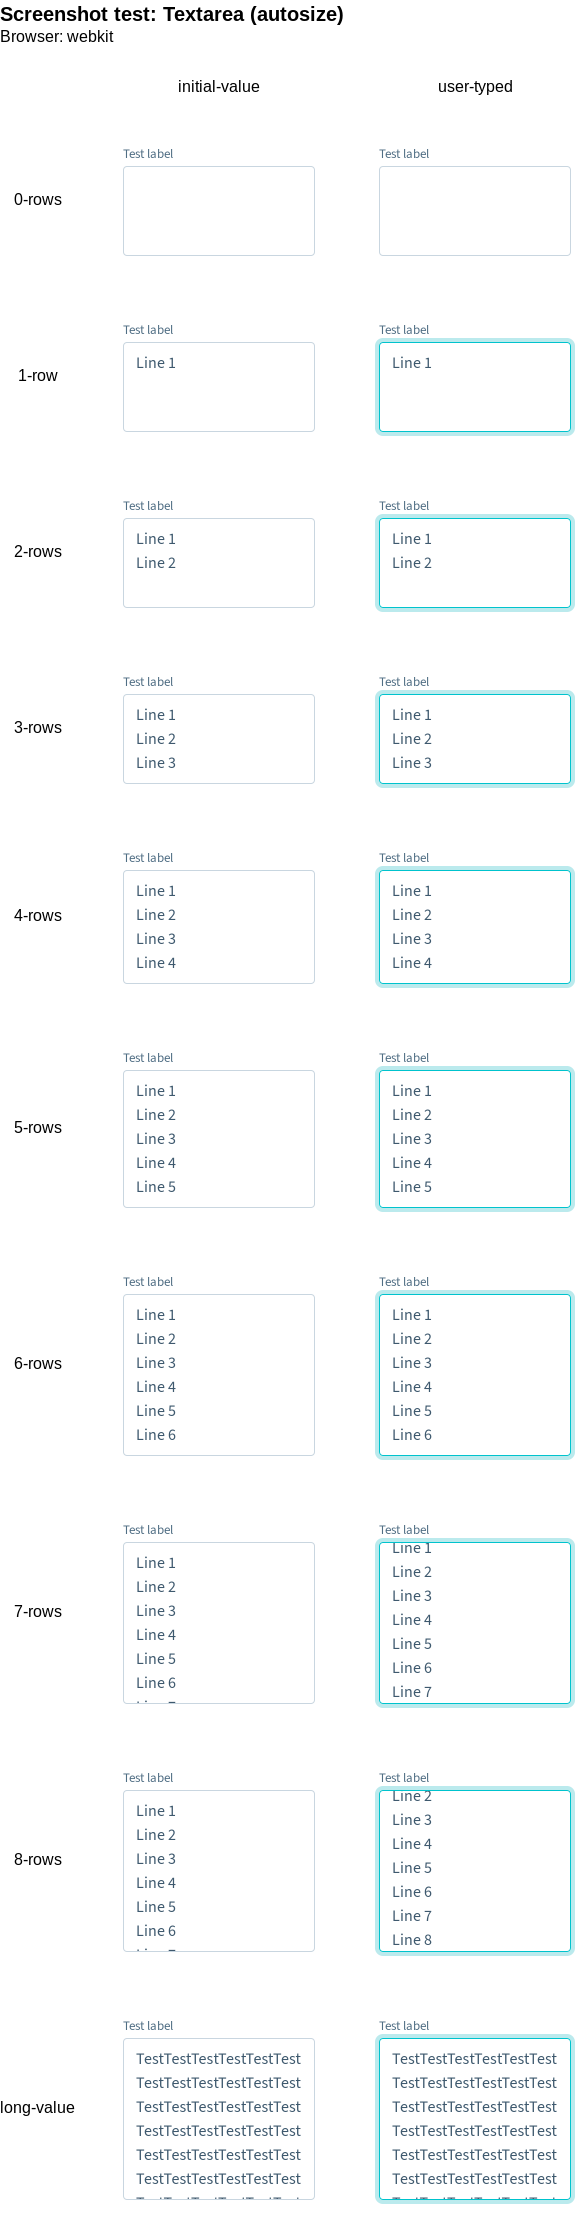 Screenshot test: Textarea (autosize)
Browser: webkit
initial-value
user-typed
0-rows
Test label
Test label
1-row
Test label
Line 1
Test label
Line 1
2-rows
Test label
Line 1
Line 2
Test label
Line 1
Line 2
3-rows
Test label
Line 1
Line 2
Line 3
Test label
Line 1
Line 2
Line 3
4-rows
Test label
Line 1
Line 2
Line 3
Line 4
Test label
Line 1
Line 2
Line 3
Line 4
5-rows
Test label
Line 1
Line 2
Line 3
Line 4
Line 5
Test label
Line 1
Line 2
Line 3
Line 4
Line 5
6-rows
Test label
Line 1
Line 2
Line 3
Line 4
Line 5
Line 6
Test label
Line 1
Line 2
Line 3
Line 4
Line 5
Line 6
7-rows
Test label
Line 1
Line 2
Line 3
Line 4
Line 5
Line 6
Test label
Line 1
Line 2
Line 3
Line 4
Line 5
Line 6
Line 7
8-rows
Test label
Line 1
Line 2
Line 3
Line 4
Line 5
Line 6
Test label
Line 2
Line 3
Line 4
Line 5
Line 6
Line 7
Line 8
long-value
Test label
TestTestTestTestTestTest
TestTestTestTestTestTest
TestTestTestTestTestTest
TestTestTestTestTestTest
TestTestTestTestTestTest
TestTestTestTestTestTest
Test label
TestTestTestTestTestTest
TestTestTestTestTestTest
TestTestTestTestTestTest
TestTestTestTestTestTest
TestTestTestTestTestTest
TestTestTestTestTestTest